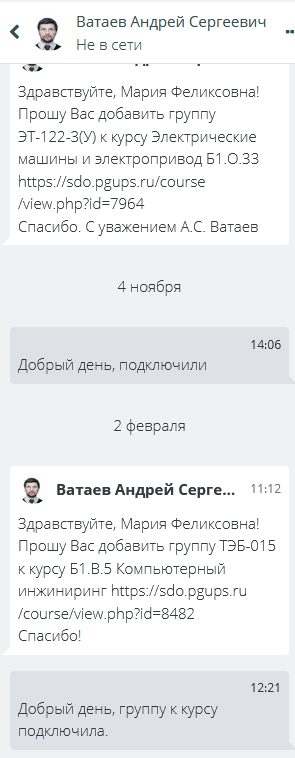 Ватаев Андрей Сергеевич
Не в сети
Здравствуйте, Мария Феликсовна!
Прошу Вас добавить группу
ЭТ-122-3(У) к курсу Электрические
машины и электропривод Б1.О.33
https://sdo.pgups.ru/course
/view.php?id=7964
Спасибо. С уважением А.С. Ватаев
4 ноября
14:06
Добрый день, подключили
2 февраля
Ватаев Андрей Серге... 11:12
Здравствуйте, Мария Феликсовна!
Прошу Вас добавить группу ТЭБ-015
к курсу Б1.В.5 Компьютерный
инжиниринг https://sdo.pgups.ru
/course/view.php?id=8482
Спасибо!
12:21
Добрый день, группу к курсу
подключила.